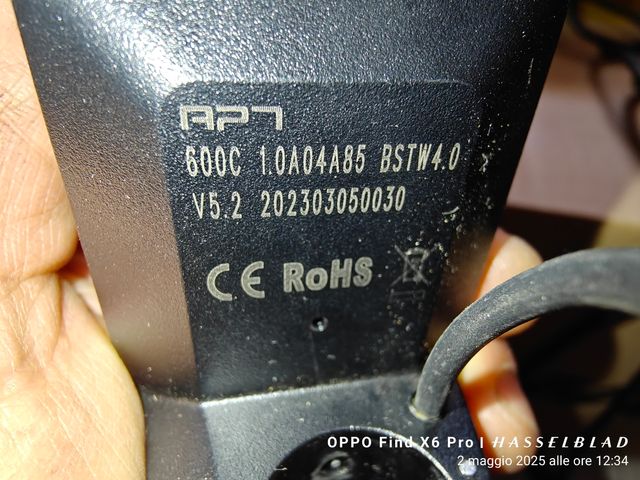 APT
600C 1.0A04A85 BSTW4.0
V5.2 202303050030
CE RoHS
OPPO Find X6 Pro | HASSELBLAD
2 maggio 2025 alle ore 12:34